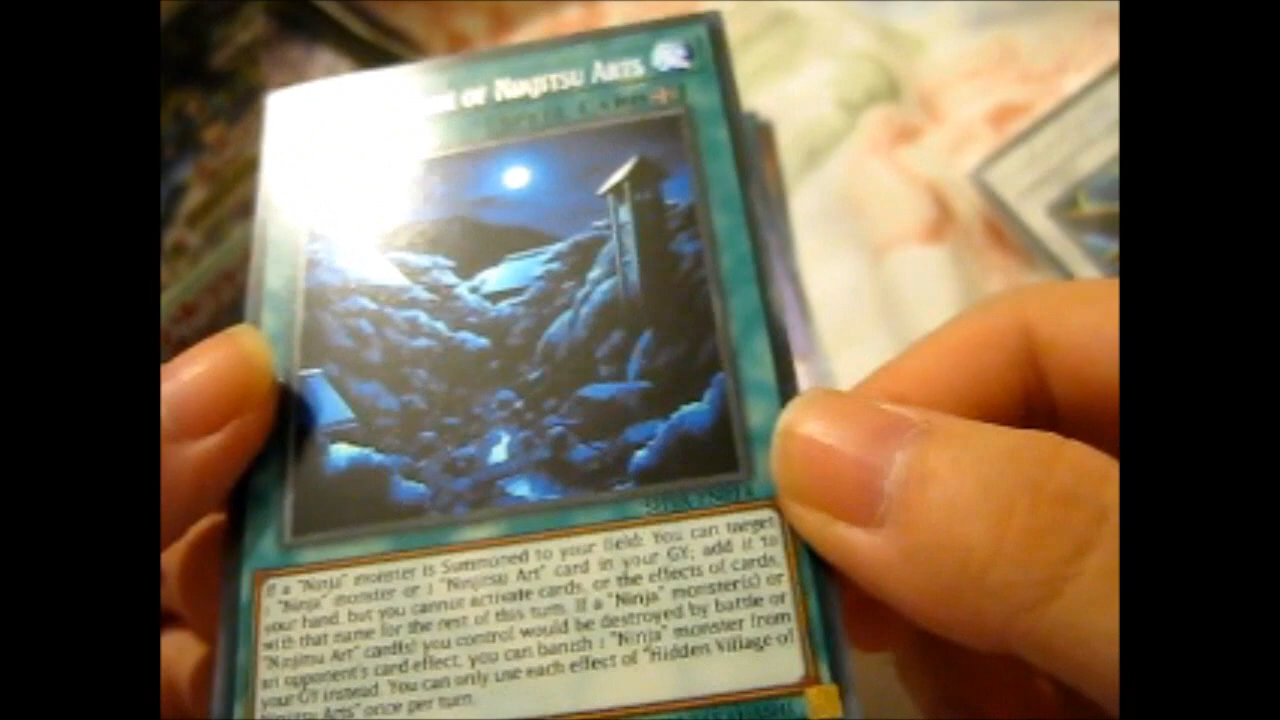 OF NINJITSU ARTS
SPELL CARD
If a "Ninja" monster is Summoned to your field: You can target
1 "Ninja" monster or 1 "Ninjitsu Art" card in your GY; add it to
your hand, but you cannot activate cards, or the effects of cards,
with that name for the rest of this turn. If a "Ninja" monster(s) or
"Ninjitsu Art" card(s) you control would be destroyed by battle or
an opponent's card effect, you can banish 1 "Ninja" monster from
your GY instead. You can only use each effect of "Hidden Village of
Ninjitsu Arts" once per turn.